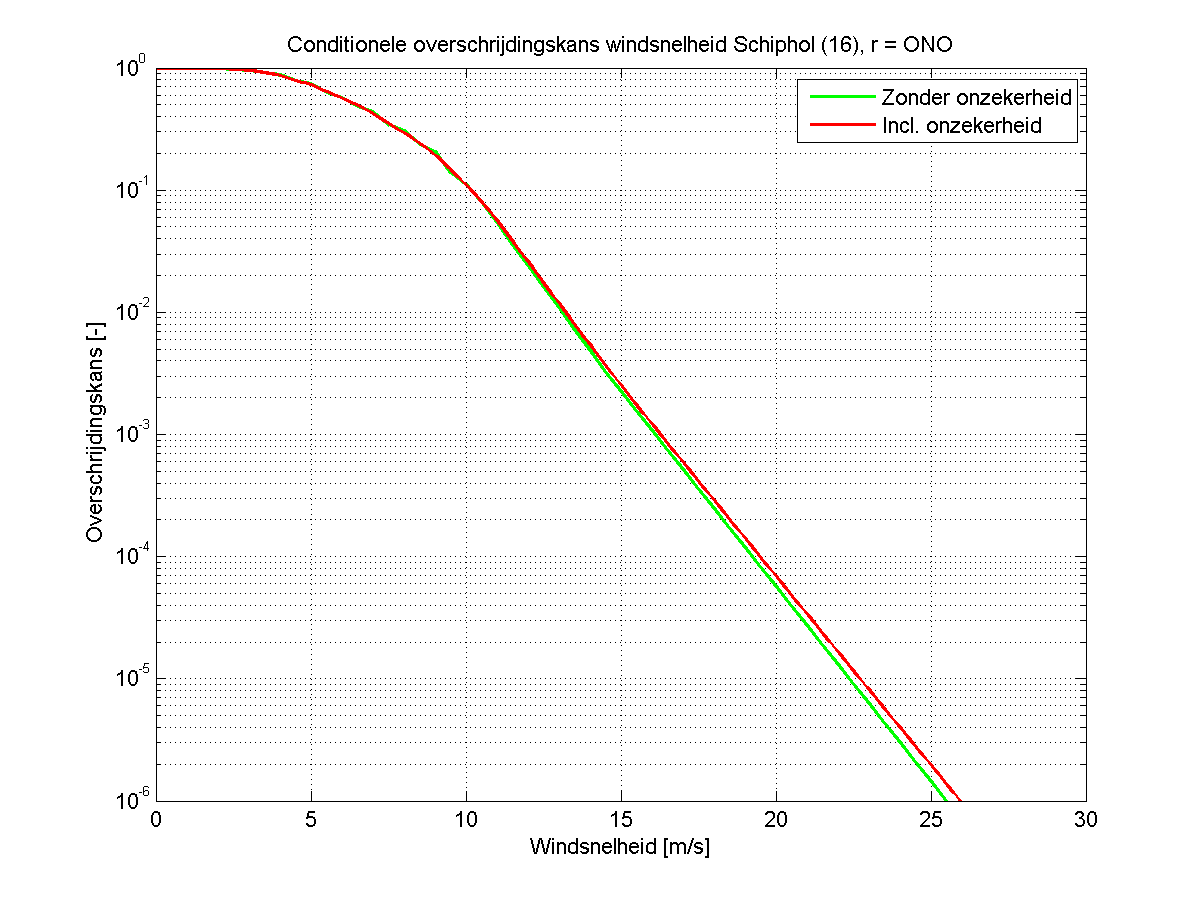 Conditionele overschrijdingskans windsnelheid Schiphol (16), r = ONO
Zonder onzekerheid
Incl. onzekerheid
Overschrijdingskans [-]
10^0
10^-1
10^-2
10^-3
10^-4
10^-5
10^-6
0 5 10 15 20 25 30
Windsnelheid [m/s]